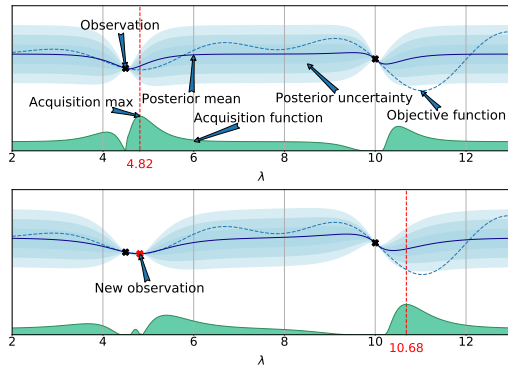 Observation
Acquisition max
Posterior mean
Posterior uncertainty
Acquisition function
Objective function
2 4 6 8 10 12
4.82
λ
New observation
2 4 6 8 10 12
10.68
λ